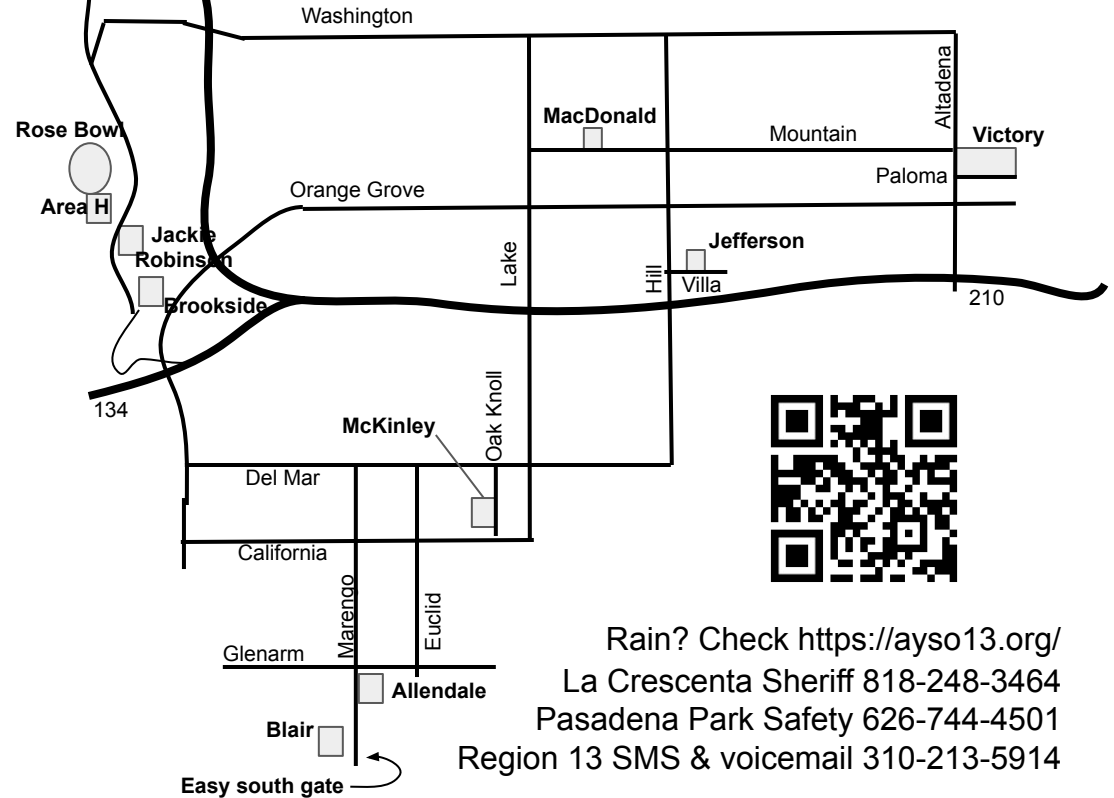 Washington
Altadena
MacDonald
Mountain
Victory
Rose Bowl
Paloma
Orange Grove
Area H
Jackie
Robinson
Jefferson
Lake
Hill
Villa
Brookside
210
134
Oak Knoll
McKinley
Del Mar
California
Marengo
Euclid
Glenarm
Allendale
Blair
Easy south gate
Rain? Check https://ayso13.org/
La Crescenta Sheriff 818-248-3464
Pasadena Park Safety 626-744-4501
Region 13 SMS & voicemail 310-213-5914